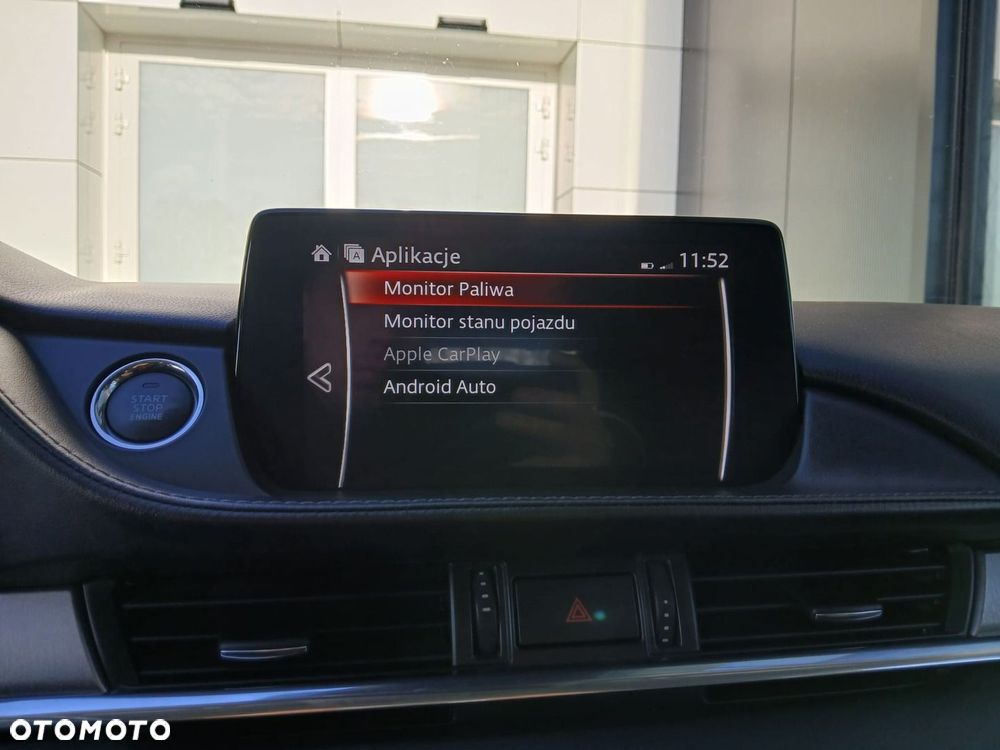 Aplikacje
11:52
Monitor Paliwa
Monitor stanu pojazdu
Apple CarPlay
Android Auto
START
STOP
ENGINE
OTOMOTO